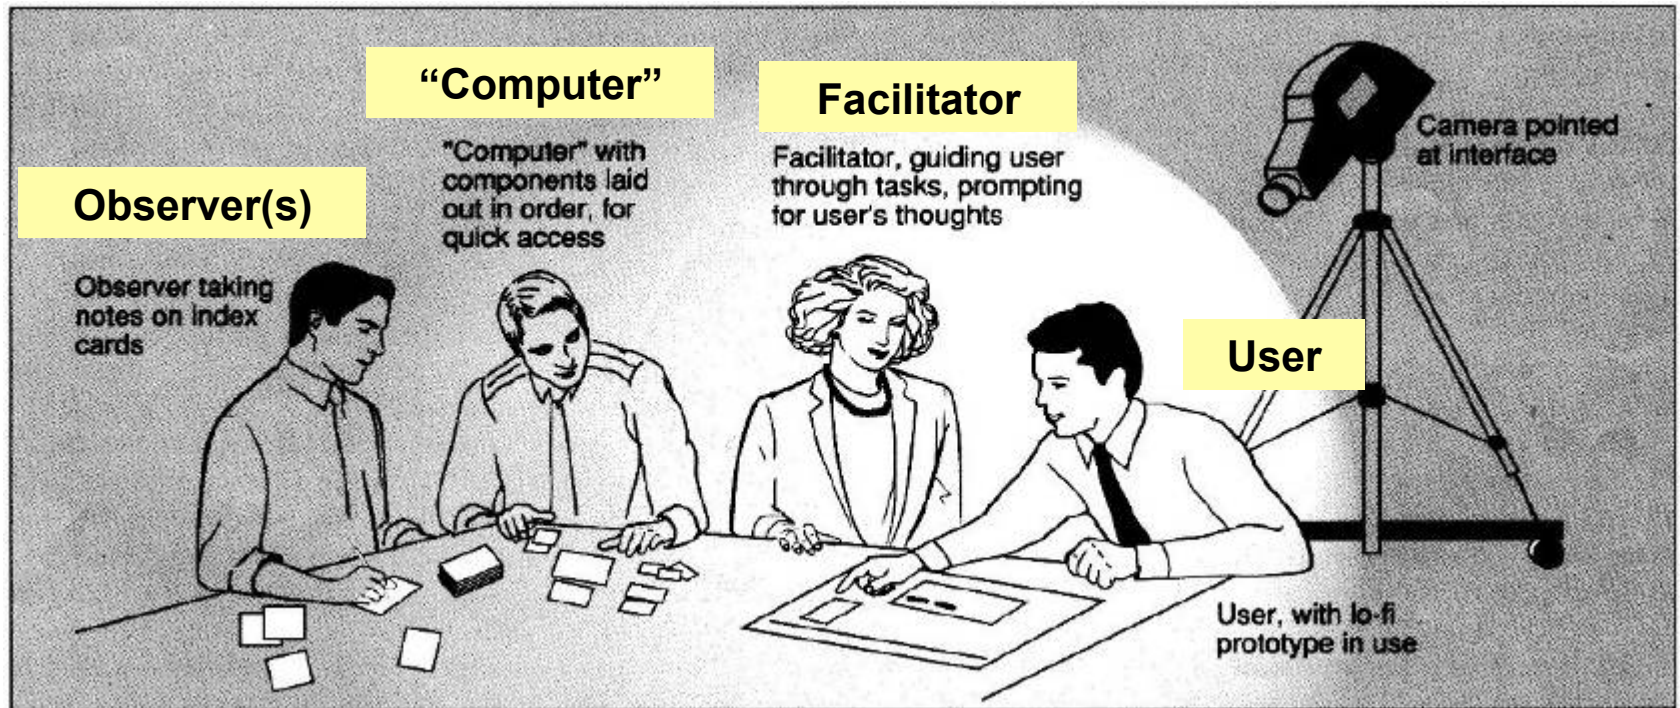 Observer(s)
Observer taking
notes on index
cards
“Computer”
"Computer" with
components laid
out in order, for
quick access
Facilitator
Facilitator, guiding user
through tasks, prompting
for user's thoughts
Camera pointed
at interface
User
User, with lo-fi
prototype in use